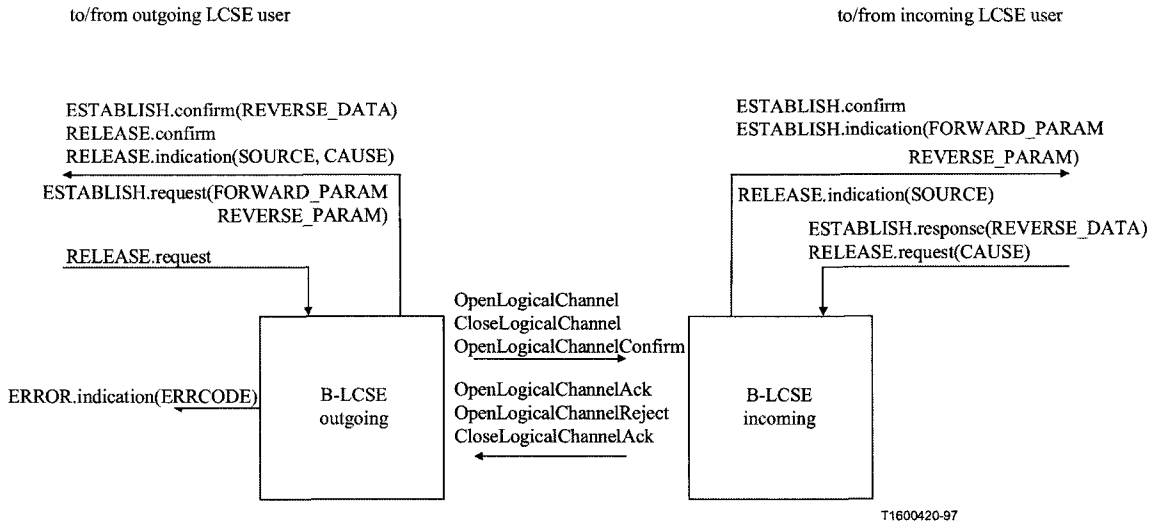 to/from outgoing LCSE user
to/from incoming LCSE user
ESTABLISH.confirm(REVERSE_DATA)
RELEASE.confirm
RELEASE.indication(SOURCE, CAUSE)
ESTABLISH.request(FORWARD_PARAM
REVERSE_PARAM)
RELEASE.request
ESTABLISH.confirm
ESTABLISH.indication(FORWARD_PARAM
REVERSE_PARAM)
RELEASE.indication(SOURCE)
ESTABLISH.response(REVERSE_DATA)
RELEASE.request(CAUSE)
OpenLogicalChannel
CloseLogicalChannel
OpenLogicalChannelConfirm
ERROR.indication(ERRCODE)
B-LCSE
outgoing
OpenLogicalChannelAck
OpenLogicalChannelReject
CloseLogicalChannelAck
B-LCSE
incoming
T1600420-97